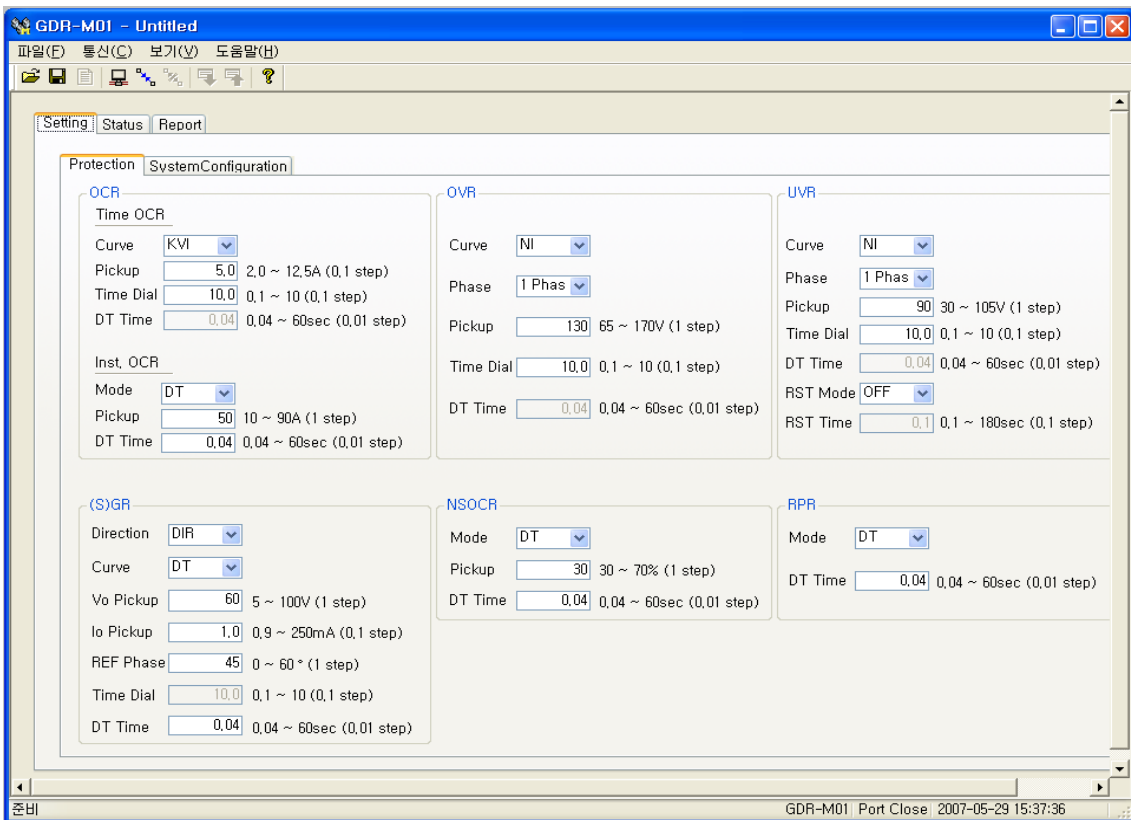 GDR-M01 - Untitled
파일(F) 통신(C) 보기(V) 도움말(H)
Setting Status Report
Protection SystemConfiguration
OCR
Time OCR
Curve KVI
Pickup 5,0 2,0 ~ 12,5A (0,1 step)
Time Dial 10,0 0,1 ~ 10 (0,1 step)
DT Time 0,04 0,04 ~ 60sec (0,01 step)
Inst, OCR
Mode DT
Pickup 50 10 ~ 90A (1 step)
DT Time 0,04 0,04 ~ 60sec (0,01 step)
OVR
Curve NI
Phase 1 Phas
Pickup 130 65 ~ 170V (1 step)
Time Dial 10,0 0,1 ~ 10 (0,1 step)
DT Time 0,04 0,04 ~ 60sec (0,01 step)
UVR
Curve NI
Phase 1 Phas
Pickup 90 30 ~ 105V (1 step)
Time Dial 10,0 0,1 ~ 10 (0,1 step)
DT Time 0,04 0,04 ~ 60sec (0,01 step)
RST Mode OFF
RST Time 0,1 0,1 ~ 180sec (0,1 step)
(S)GR
Direction DIR
Curve DT
Vo Pickup 60 5 ~ 100V (1 step)
Io Pickup 1,0 0,9 ~ 250mA (0,1 step)
REF Phase 45 0 ~ 60 ° (1 step)
Time Dial 10,0 0,1 ~ 10 (0,1 step)
DT Time 0,04 0,04 ~ 60sec (0,01 step)
NSOCR
Mode DT
Pickup 30 30 ~ 70% (1 step)
DT Time 0,04 0,04 ~ 60sec (0,01 step)
RPR
Mode DT
DT Time 0,04 0,04 ~ 60sec (0,01 step)
준비 GDR-M01 Port Close 2007-05-29 15:37:36